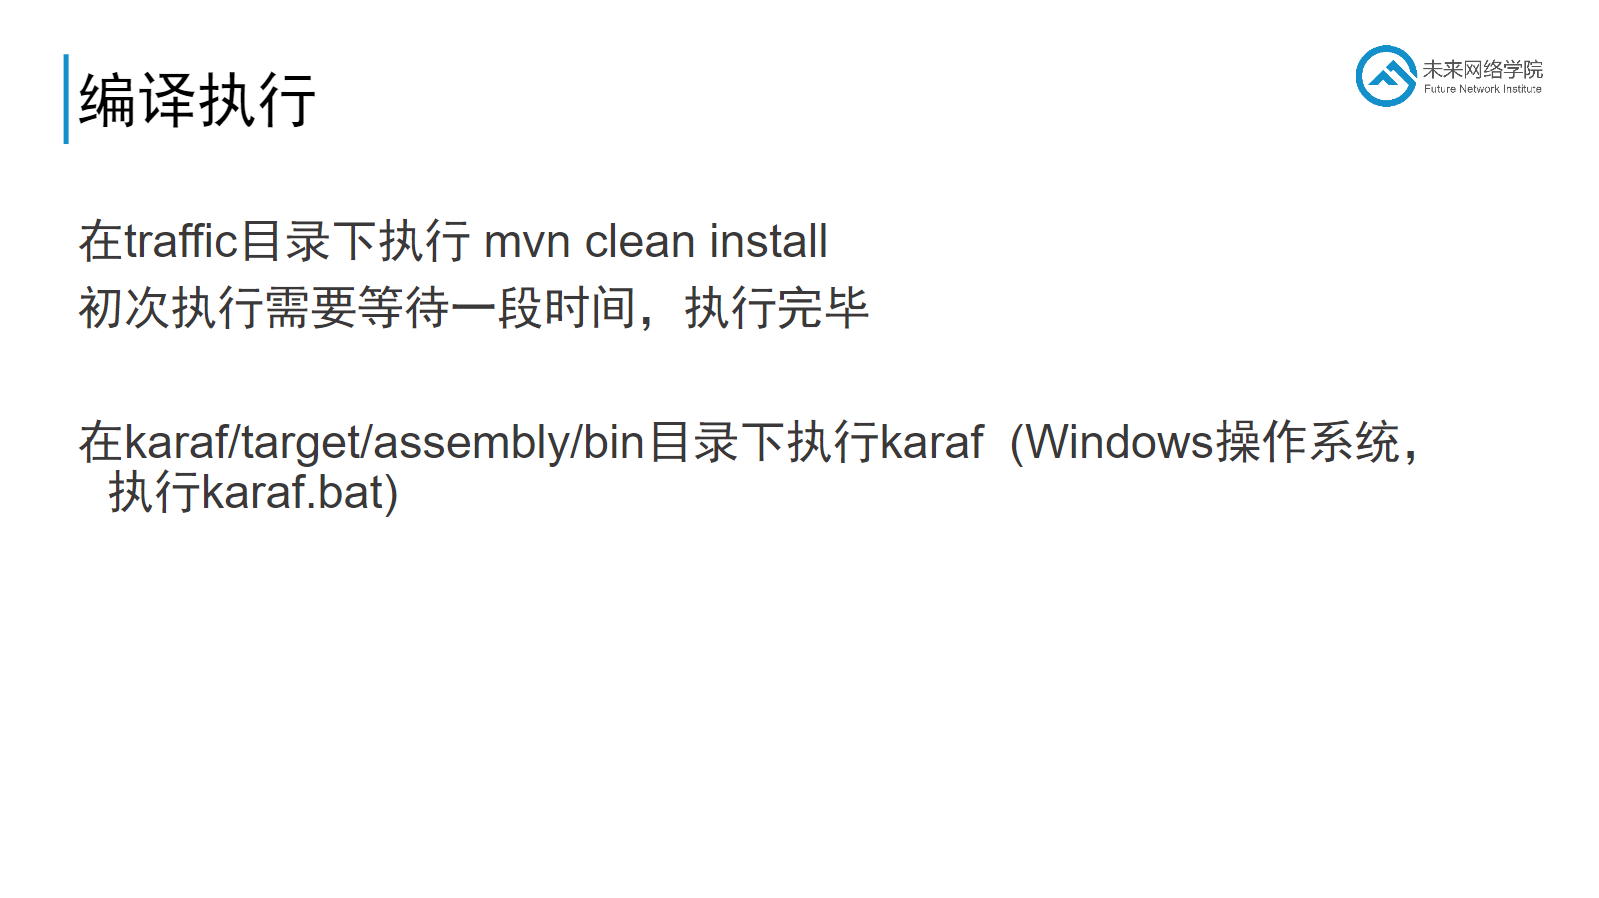 编译执行
未来网络学院
Future Network Institute
在traffic目录下执行 mvn clean install
初次执行需要等待一段时间，执行完毕
在karaf/target/assembly/bin目录下执行karaf（Windows操作系统，
执行karaf.bat)